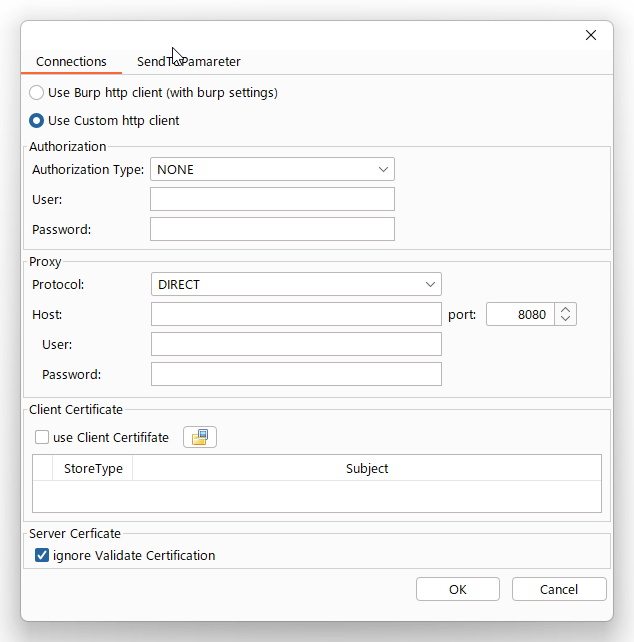 Connections SendTo Pamareter
Use Burp http client (with burp settings)
Use Custom http client
Authorization
Authorization Type: NONE
User:
Password:
Proxy
Protocol: DIRECT
Host: port: 8080
User:
Password:
Client Certificate
use Client Certififate
StoreType Subject
Server Cerficate
ignore Validate Certification
OK Cancel